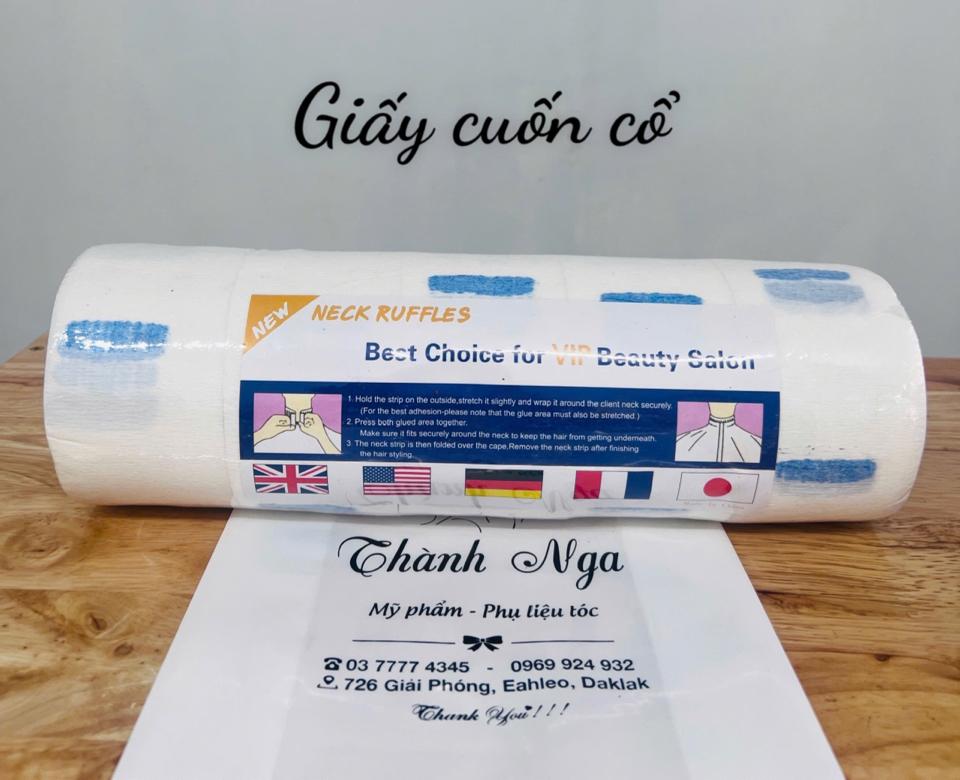 Giấy cuốn cổ
NEW
NECK RUFFLES
Best Choice for VIP Beauty Salon
1. Hold the strip on the outside,stretch it slightly and wrap it around the client neck securely.
(For the best adhesion-please note that the glue area must also be stretched.)
2. Press both glued area together.
Make sure it fits securely around the neck to keep the hair from getting underneath.
3. The neck strip is then folded over the cape,Remove the neck strip after finishing
the hair styling.
Made In China
Thành Nga
Mỹ phẩm - Phụ liệu tóc
03 7777 4345 - 0969 924 932
726 Giải Phóng, Eahleo, Daklak
Thank You!!!